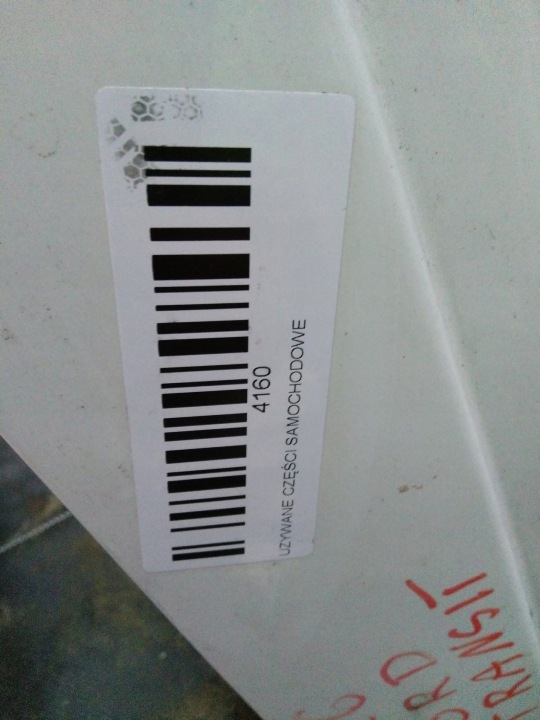 4160
UZYWANE CZĘŚCI SAMOCHODOWE
TRANSIT